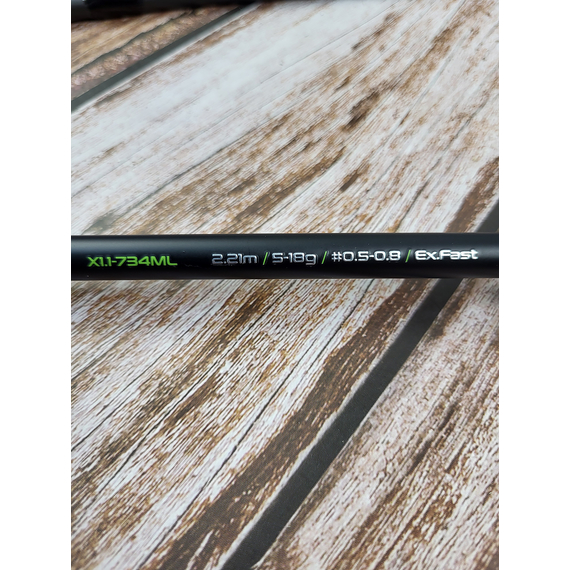 X1.1-734ML 2.21m / 5-18g / #0.5-0.8 / Ex.Fast